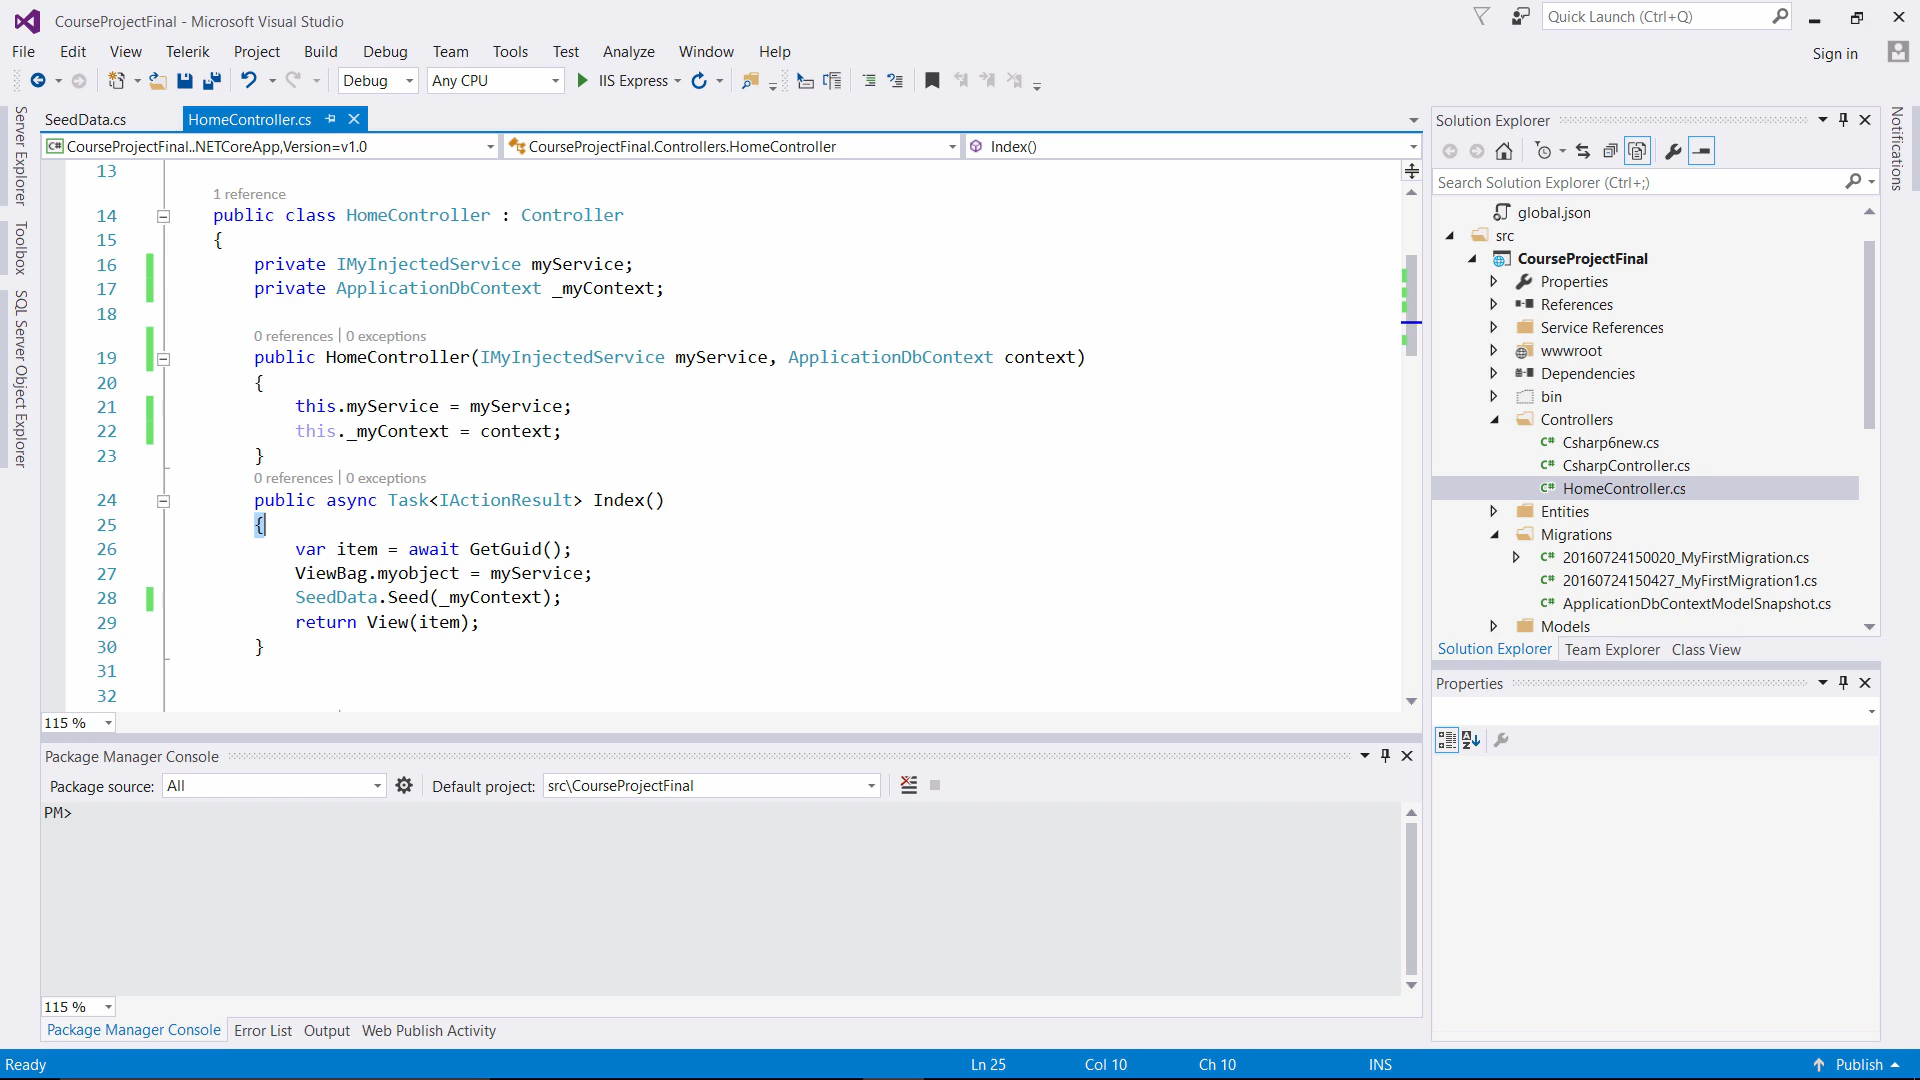 CourseProjectFinal - Microsoft Visual Studio
Quick Launch (Ctrl+Q)
File Edit View Telerik Project Build Debug Team Tools Test Analyze Window Help
Sign in
Debug Any CPU IIS Express
Server Explorer
Toolbox
SQL Server Object Explorer
SeedData.cs HomeController.cs
CourseProjectFinal..NETCoreApp,Version=v1.0 CourseProjectFinal.Controllers.HomeController Index()
13
1 reference
14 public class HomeController : Controller
15 {
16 private IMyInjectedService myService;
17 private ApplicationDbContext _myContext;
18
0 references | 0 exceptions
19 public HomeController(IMyInjectedService myService, ApplicationDbContext context)
20 {
21 this.myService = myService;
22 this._myContext = context;
23 }
0 references | 0 exceptions
24 public async Task<IActionResult> Index()
25 {
26 var item = await GetGuid();
27 ViewBag.myobject = myService;
28 SeedData.Seed(_myContext);
29 return View(item);
30 }
31
32
115 %
Package Manager Console
Package source: All Default project: src\CourseProjectFinal
PM>
115 %
Package Manager Console Error List Output Web Publish Activity
Solution Explorer
Search Solution Explorer (Ctrl+;)
global.json
src
CourseProjectFinal
Properties
References
Service References
wwwroot
Dependencies
bin
Controllers
C# Csharp6new.cs
C# CsharpController.cs
C# HomeController.cs
Entities
Migrations
C# 20160724150020_MyFirstMigration.cs
C# 20160724150427_MyFirstMigration1.cs
C# ApplicationDbContextModelSnapshot.cs
Models
Solution Explorer Team Explorer Class View
Properties
Notifications
Ready Ln 25 Col 10 Ch 10 INS Publish